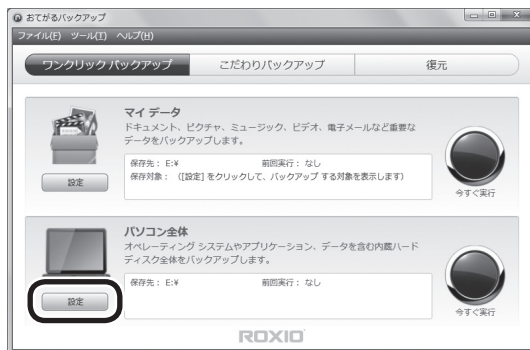 おてがるバックアップ
ファイル(F) ツール(T) ヘルプ(H)
ワンクリック バックアップ
こだわりバックアップ
復元
マイ データ
ドキュメント、ピクチャ、ミュージック、ビデオ、電子メールなど重要な
データをバックアップします。
保存先： E:¥ 前回実行： なし
保存対象： （[設定] をクリックして、バックアップ する対象を表示します）
設定
今すぐ実行
パソコン全体
オペレーティング システムやアプリケーション、データを含む内蔵ハード
ディスク全体をバックアップします。
保存先： E:¥ 前回実行： なし
設定
今すぐ実行
ROXIO